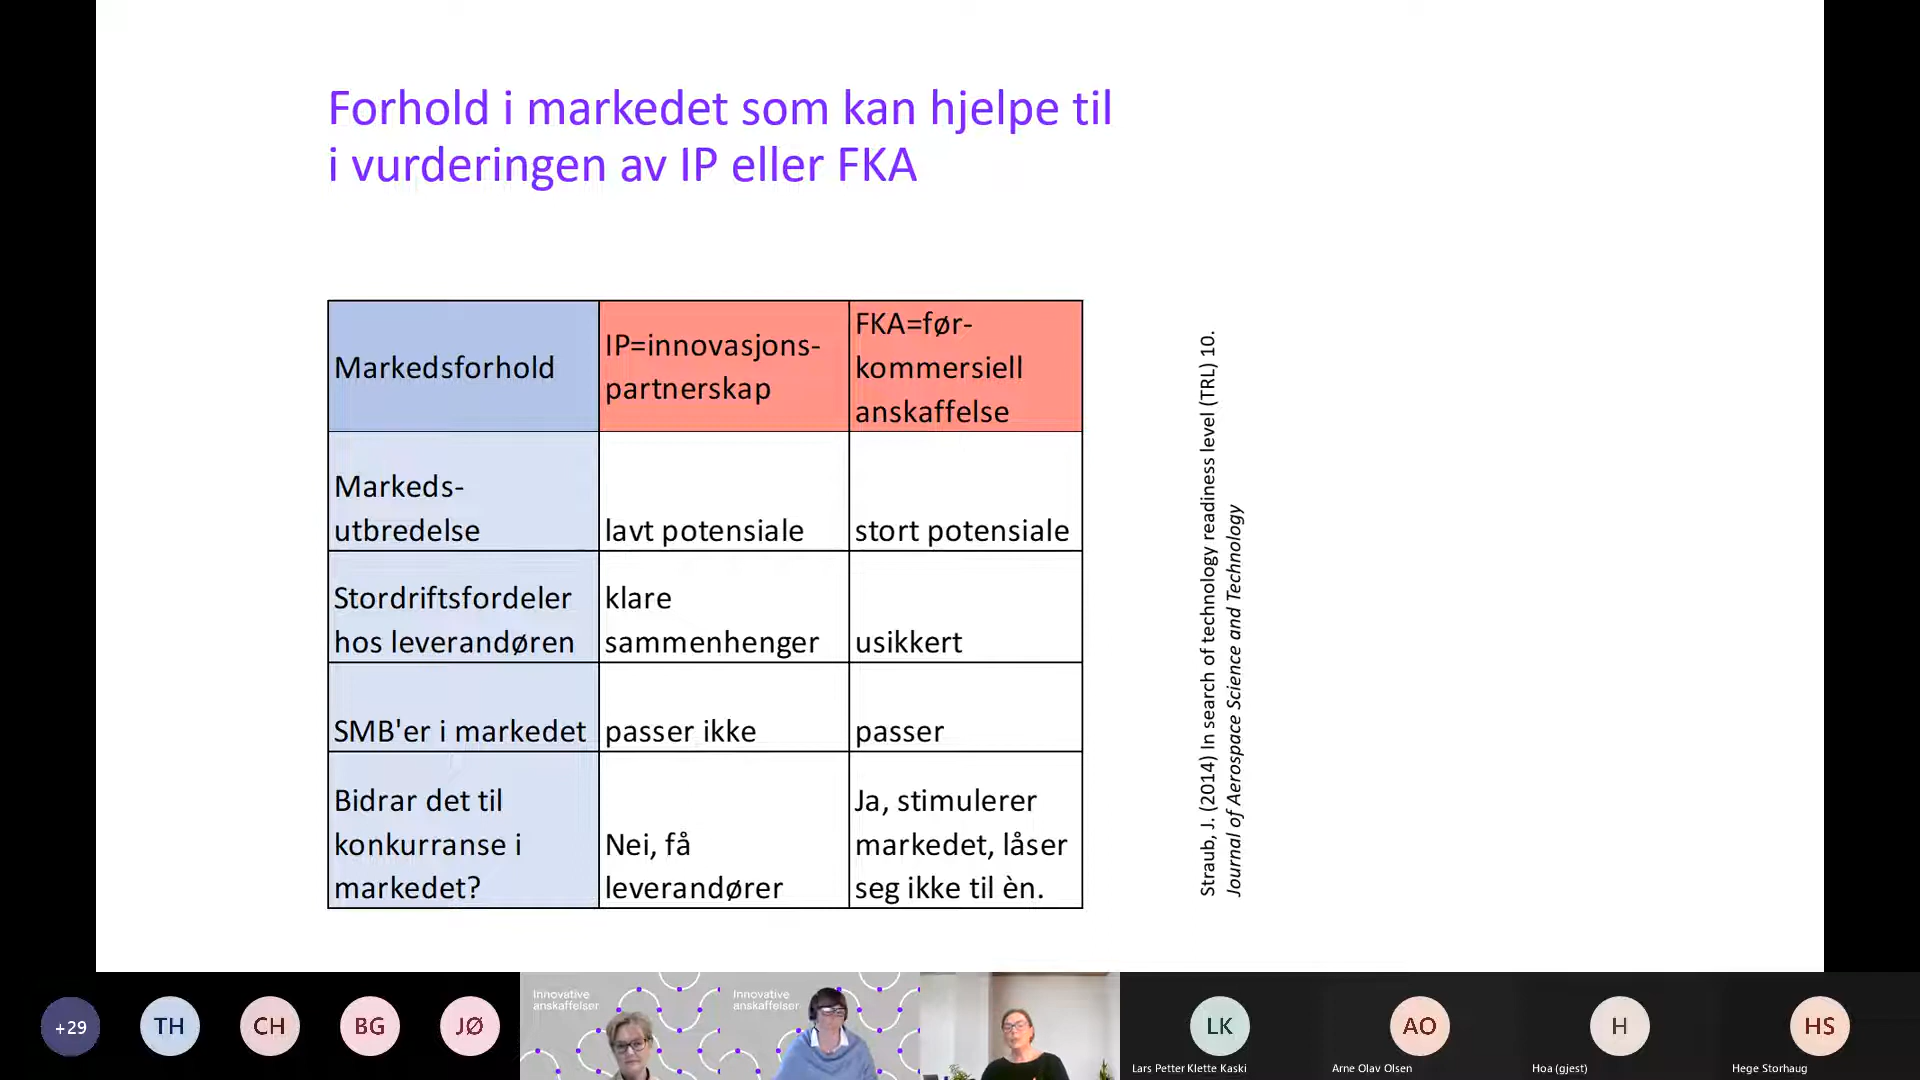 Forhold i markedet som kan hjelpe til
i vurderingen av IP eller FKA
Markedsforhold
IP=innovasjons-
partnerskap
FKA=før-
kommersiell
anskaffelse
Markeds-
utbredelse
lavt potensiale
stort potensiale
Stordriftsfordeler
hos leverandøren
klare
sammenhenger
usikkert
SMB'er i markedet
passer ikke
passer
Bidrar det til
konkurranse i
markedet?
Nei, få
leverandører
Ja, stimulerer
markedet, låser
seg ikke til èn.
Straub, J. (2014) In search of technology readiness level (TRL) 10.
Journal of Aerospace Science and Technology
+29
TH
CH
BG
JØ
Innovative
anskaffelser
Innovative
anskaffelser
LK
Lars Petter Klette Kaski
AO
Arne Olav Olsen
H
Hoa (gjest)
HS
Hege Storhaug